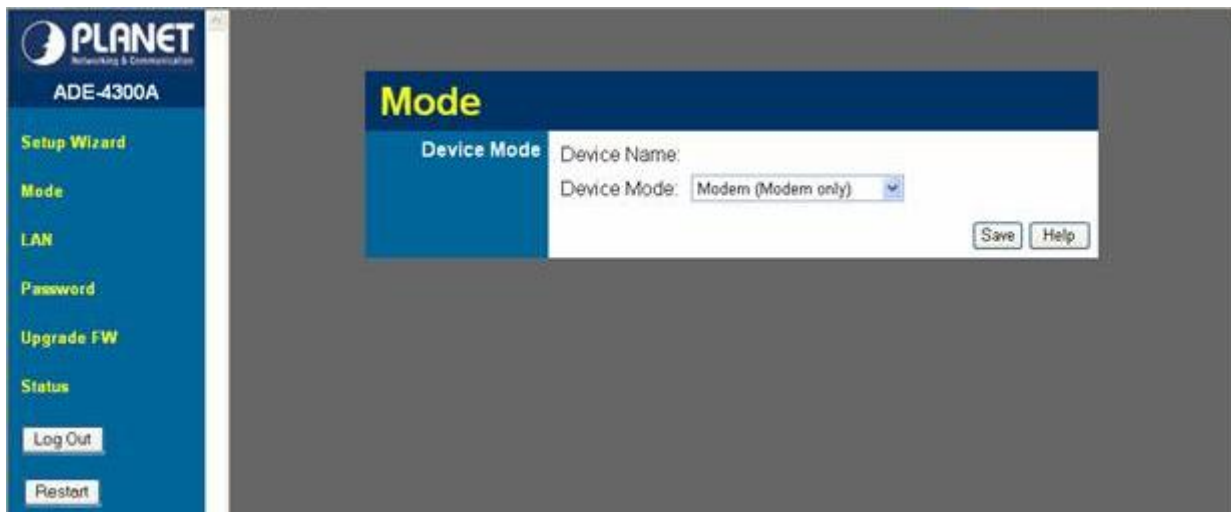 PLANET
Networking & Communication
ADE-4300A
Setup Wizard
Mode
LAN
Password
Upgrade FW
Status
Log Out
Restart
Mode
Device Mode
Device Name:
Device Mode: Modem (Modem only)
Save Help